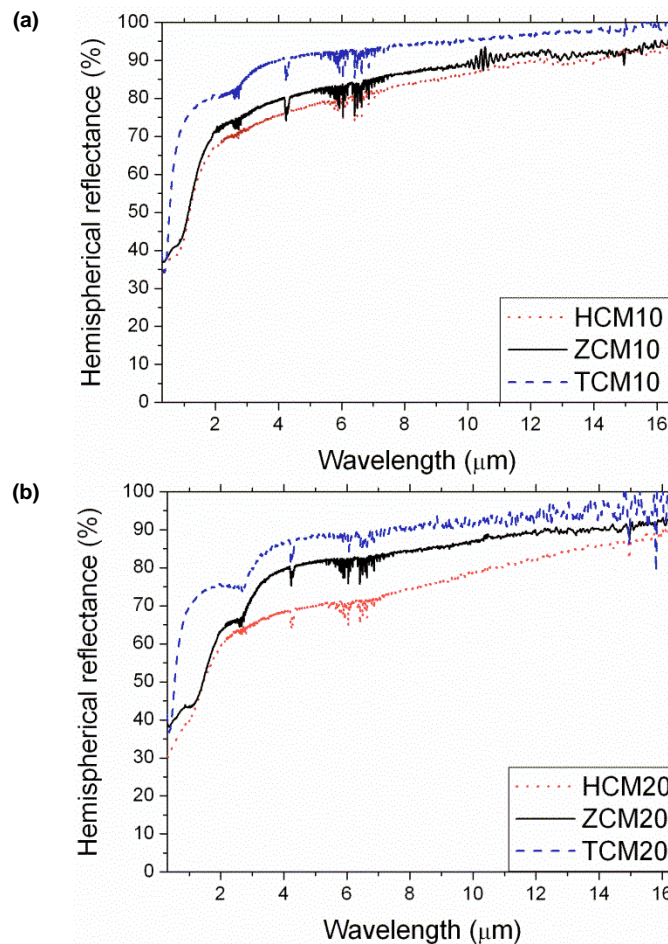 (a)
100
90
80
70
60
50
40
30
20
10
0
Hemispherical reflectance (%)
HCM10
ZCM10
TCM10
2 4 6 8 10 12 14 16
Wavelength (μm)
(b)
100
90
80
70
60
50
40
30
20
10
0
Hemispherical reflectance (%)
HCM20
ZCM20
TCM20
2 4 6 8 10 12 14 16
Wavelength (μm)